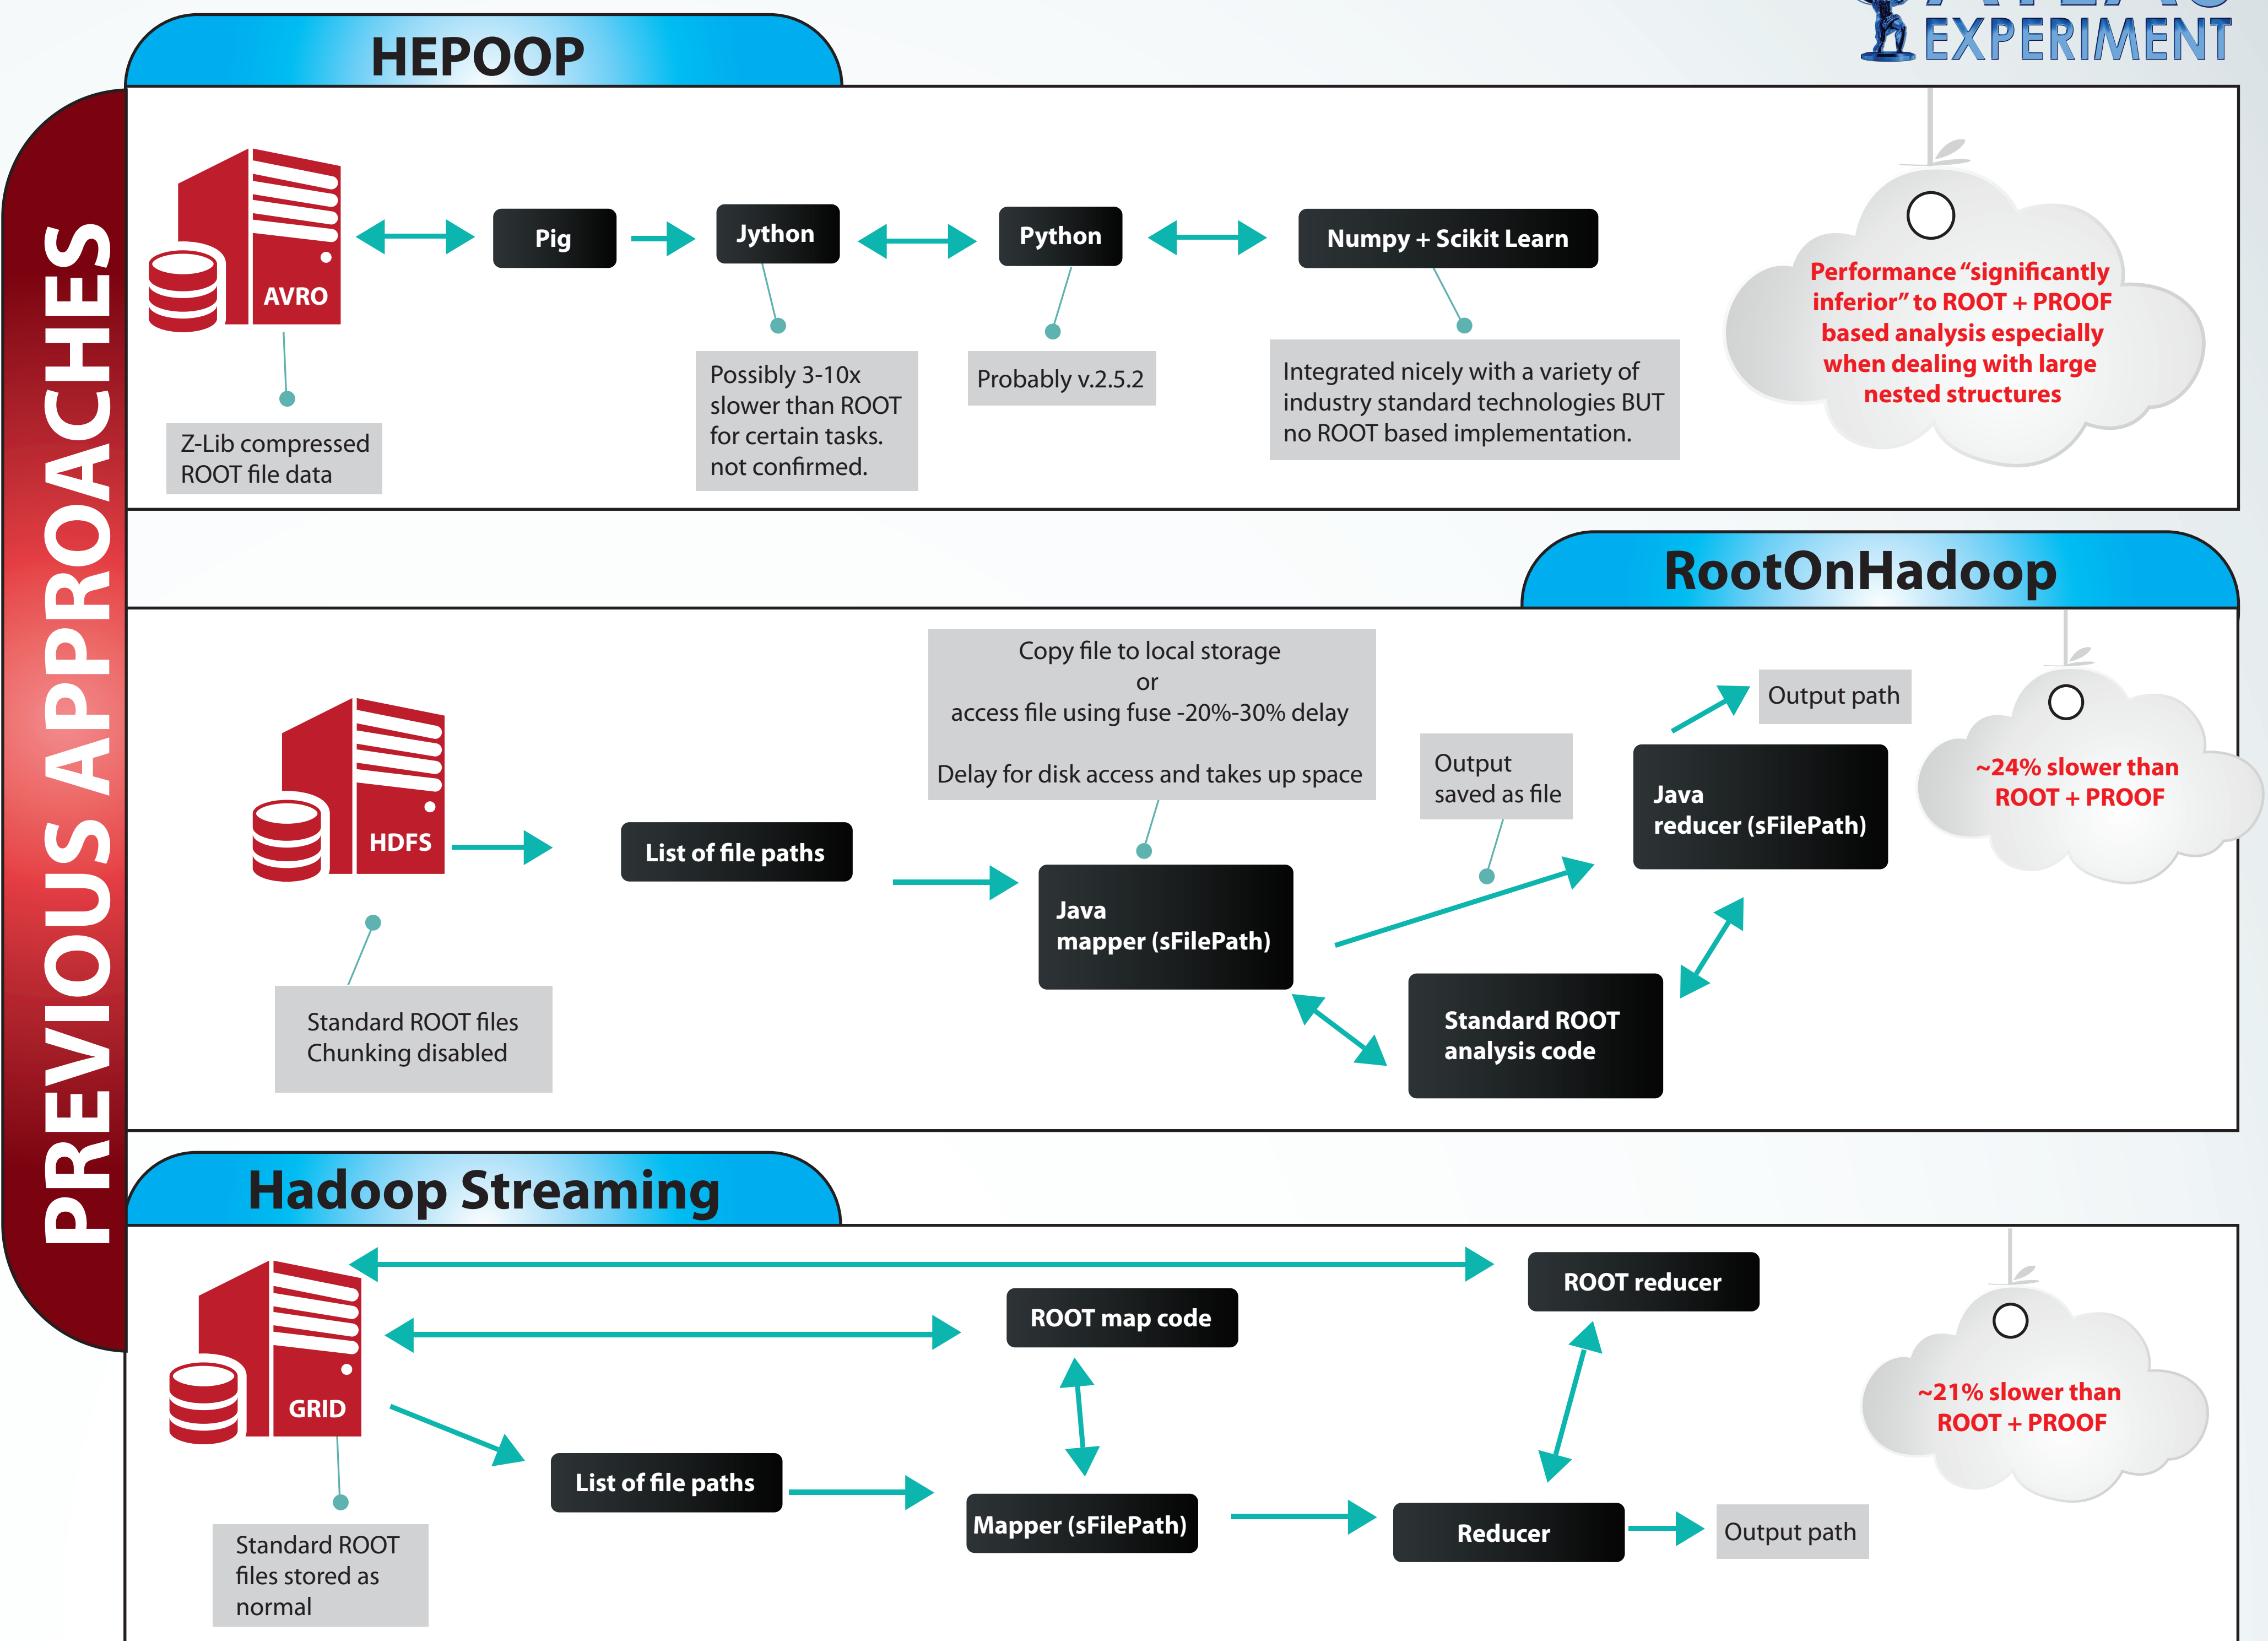 EXPERIMENT
PREVIOUS APPROACHES
HEPOOP
AVRO
Pig
Jython
Python
Numpy + Scikit Learn
Z-Lib compressed
ROOT file data
Possibly 3-10x
slower than ROOT
for certain tasks.
not confirmed.
Probably v.2.5.2
Integrated nicely with a variety of
industry standard technologies BUT
no ROOT based implementation.
Performance “significantly
inferior” to ROOT + PROOF
based analysis especially
when dealing with large
nested structures
RootOnHadoop
HDFS
Standard ROOT files
Chunking disabled
List of file paths
Copy file to local storage
or
access file using fuse -20%-30% delay
Delay for disk access and takes up space
Java
mapper (sFilePath)
Output
saved as file
Standard ROOT
analysis code
Java
reducer (sFilePath)
Output path
~24% slower than
ROOT + PROOF
Hadoop Streaming
GRID
Standard ROOT
files stored as
normal
List of file paths
ROOT map code
Mapper (sFilePath)
ROOT reducer
Reducer
Output path
~21% slower than
ROOT + PROOF